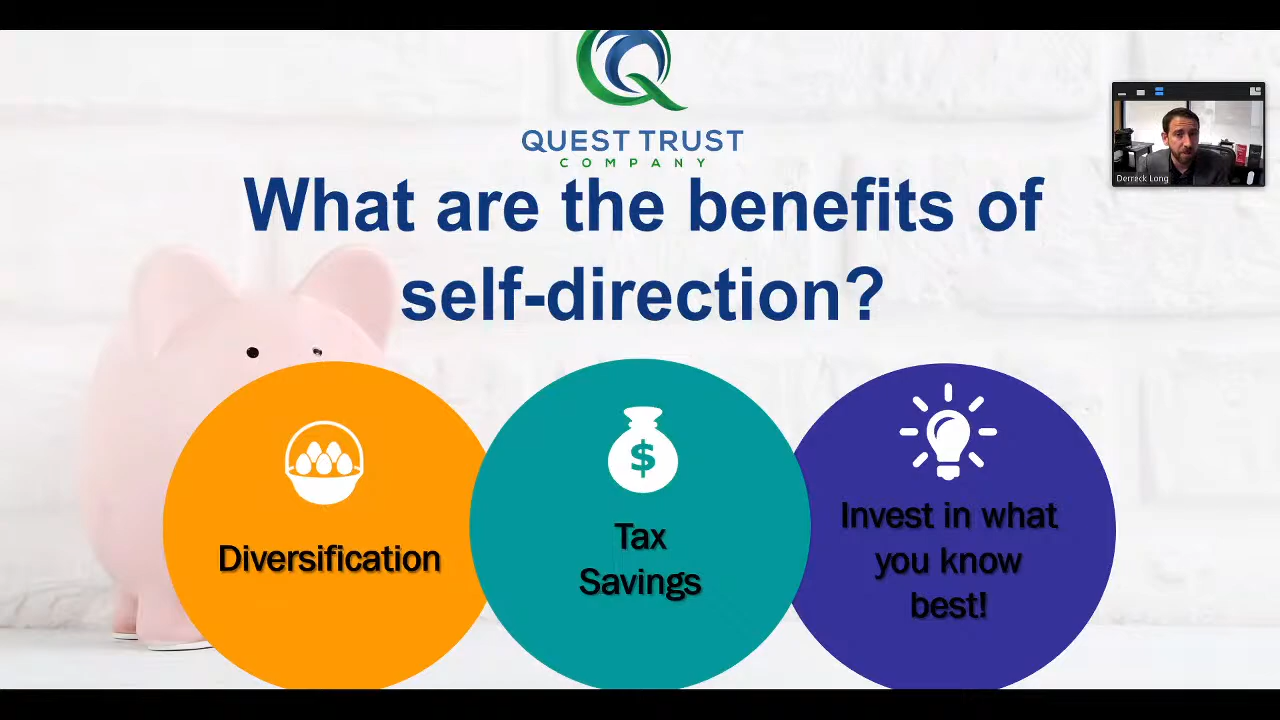 QUEST TRUST
COMPANY
What are the benefits of
self-direction?
Derreck Long
Diversification
$
Tax
Savings
Invest in what
you know
best!